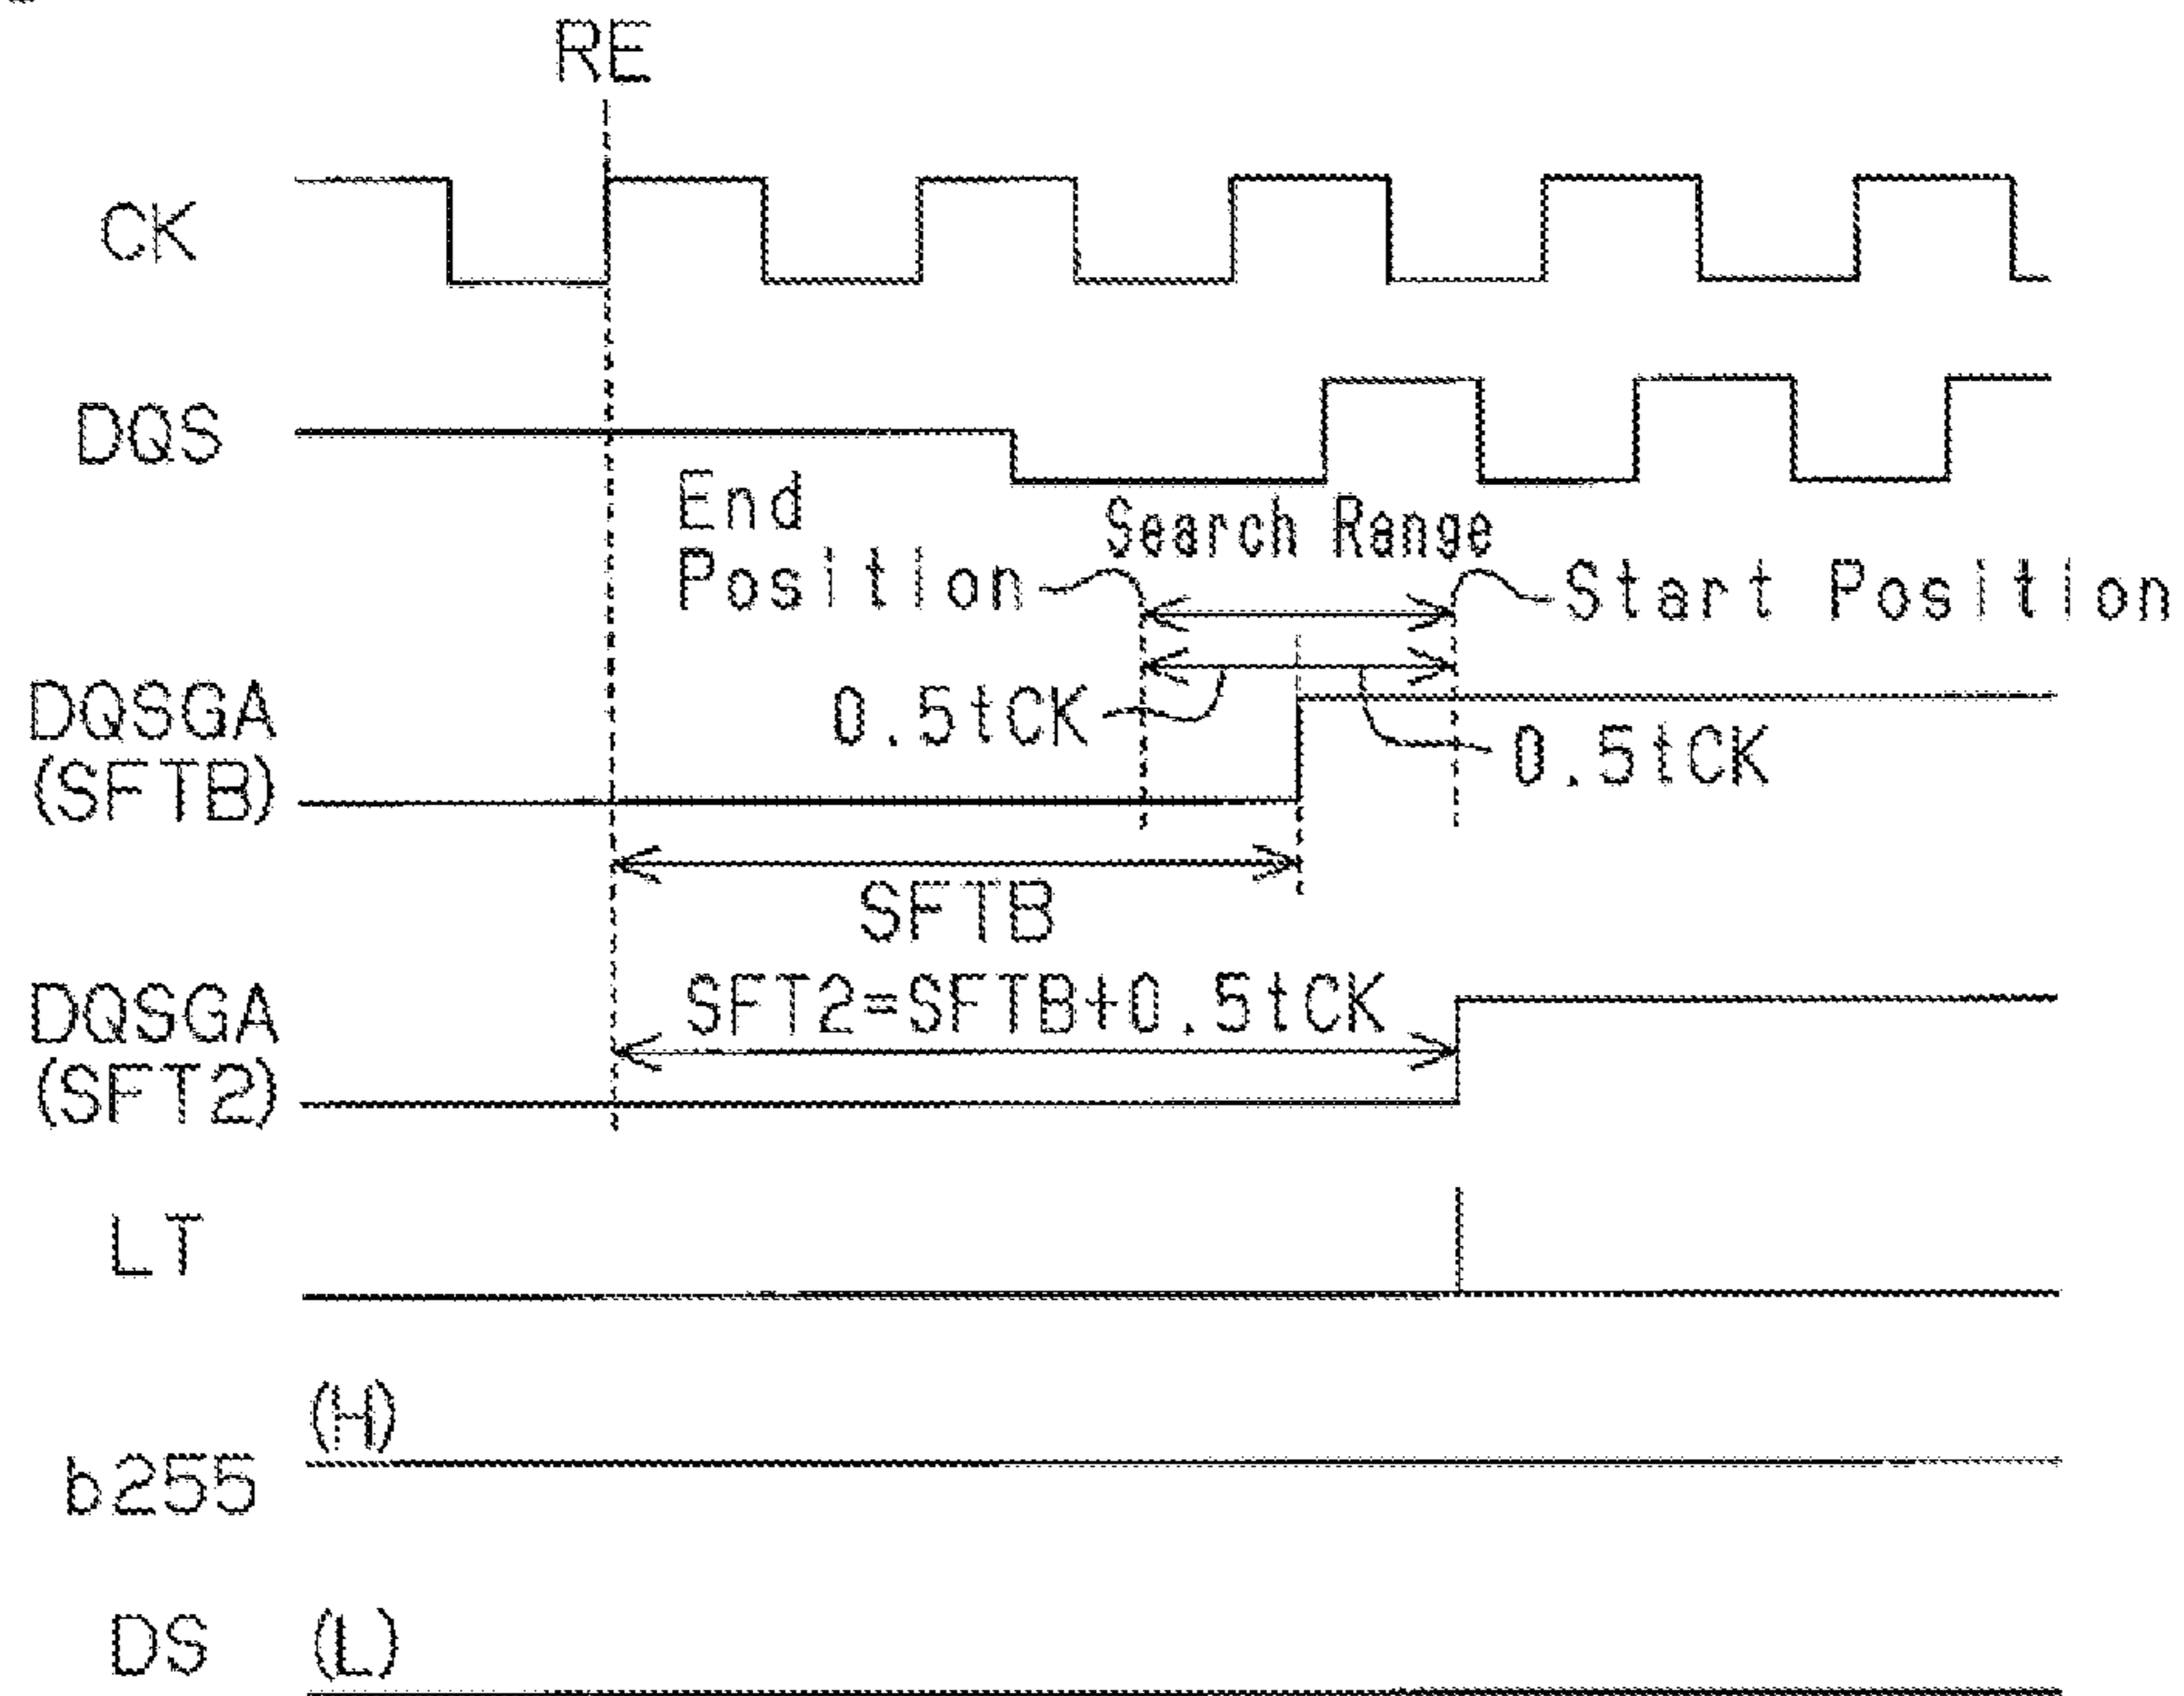 RE
CK
DQS
End
Position
Search Range
Start Position
DQSGA
(SFTB)
0.5tCK
0.5tCK
SFTB
DQSGA
(SFT2)
SFT2=SFTB+0.5tCK
LT
b255
(H)
DS
(L)